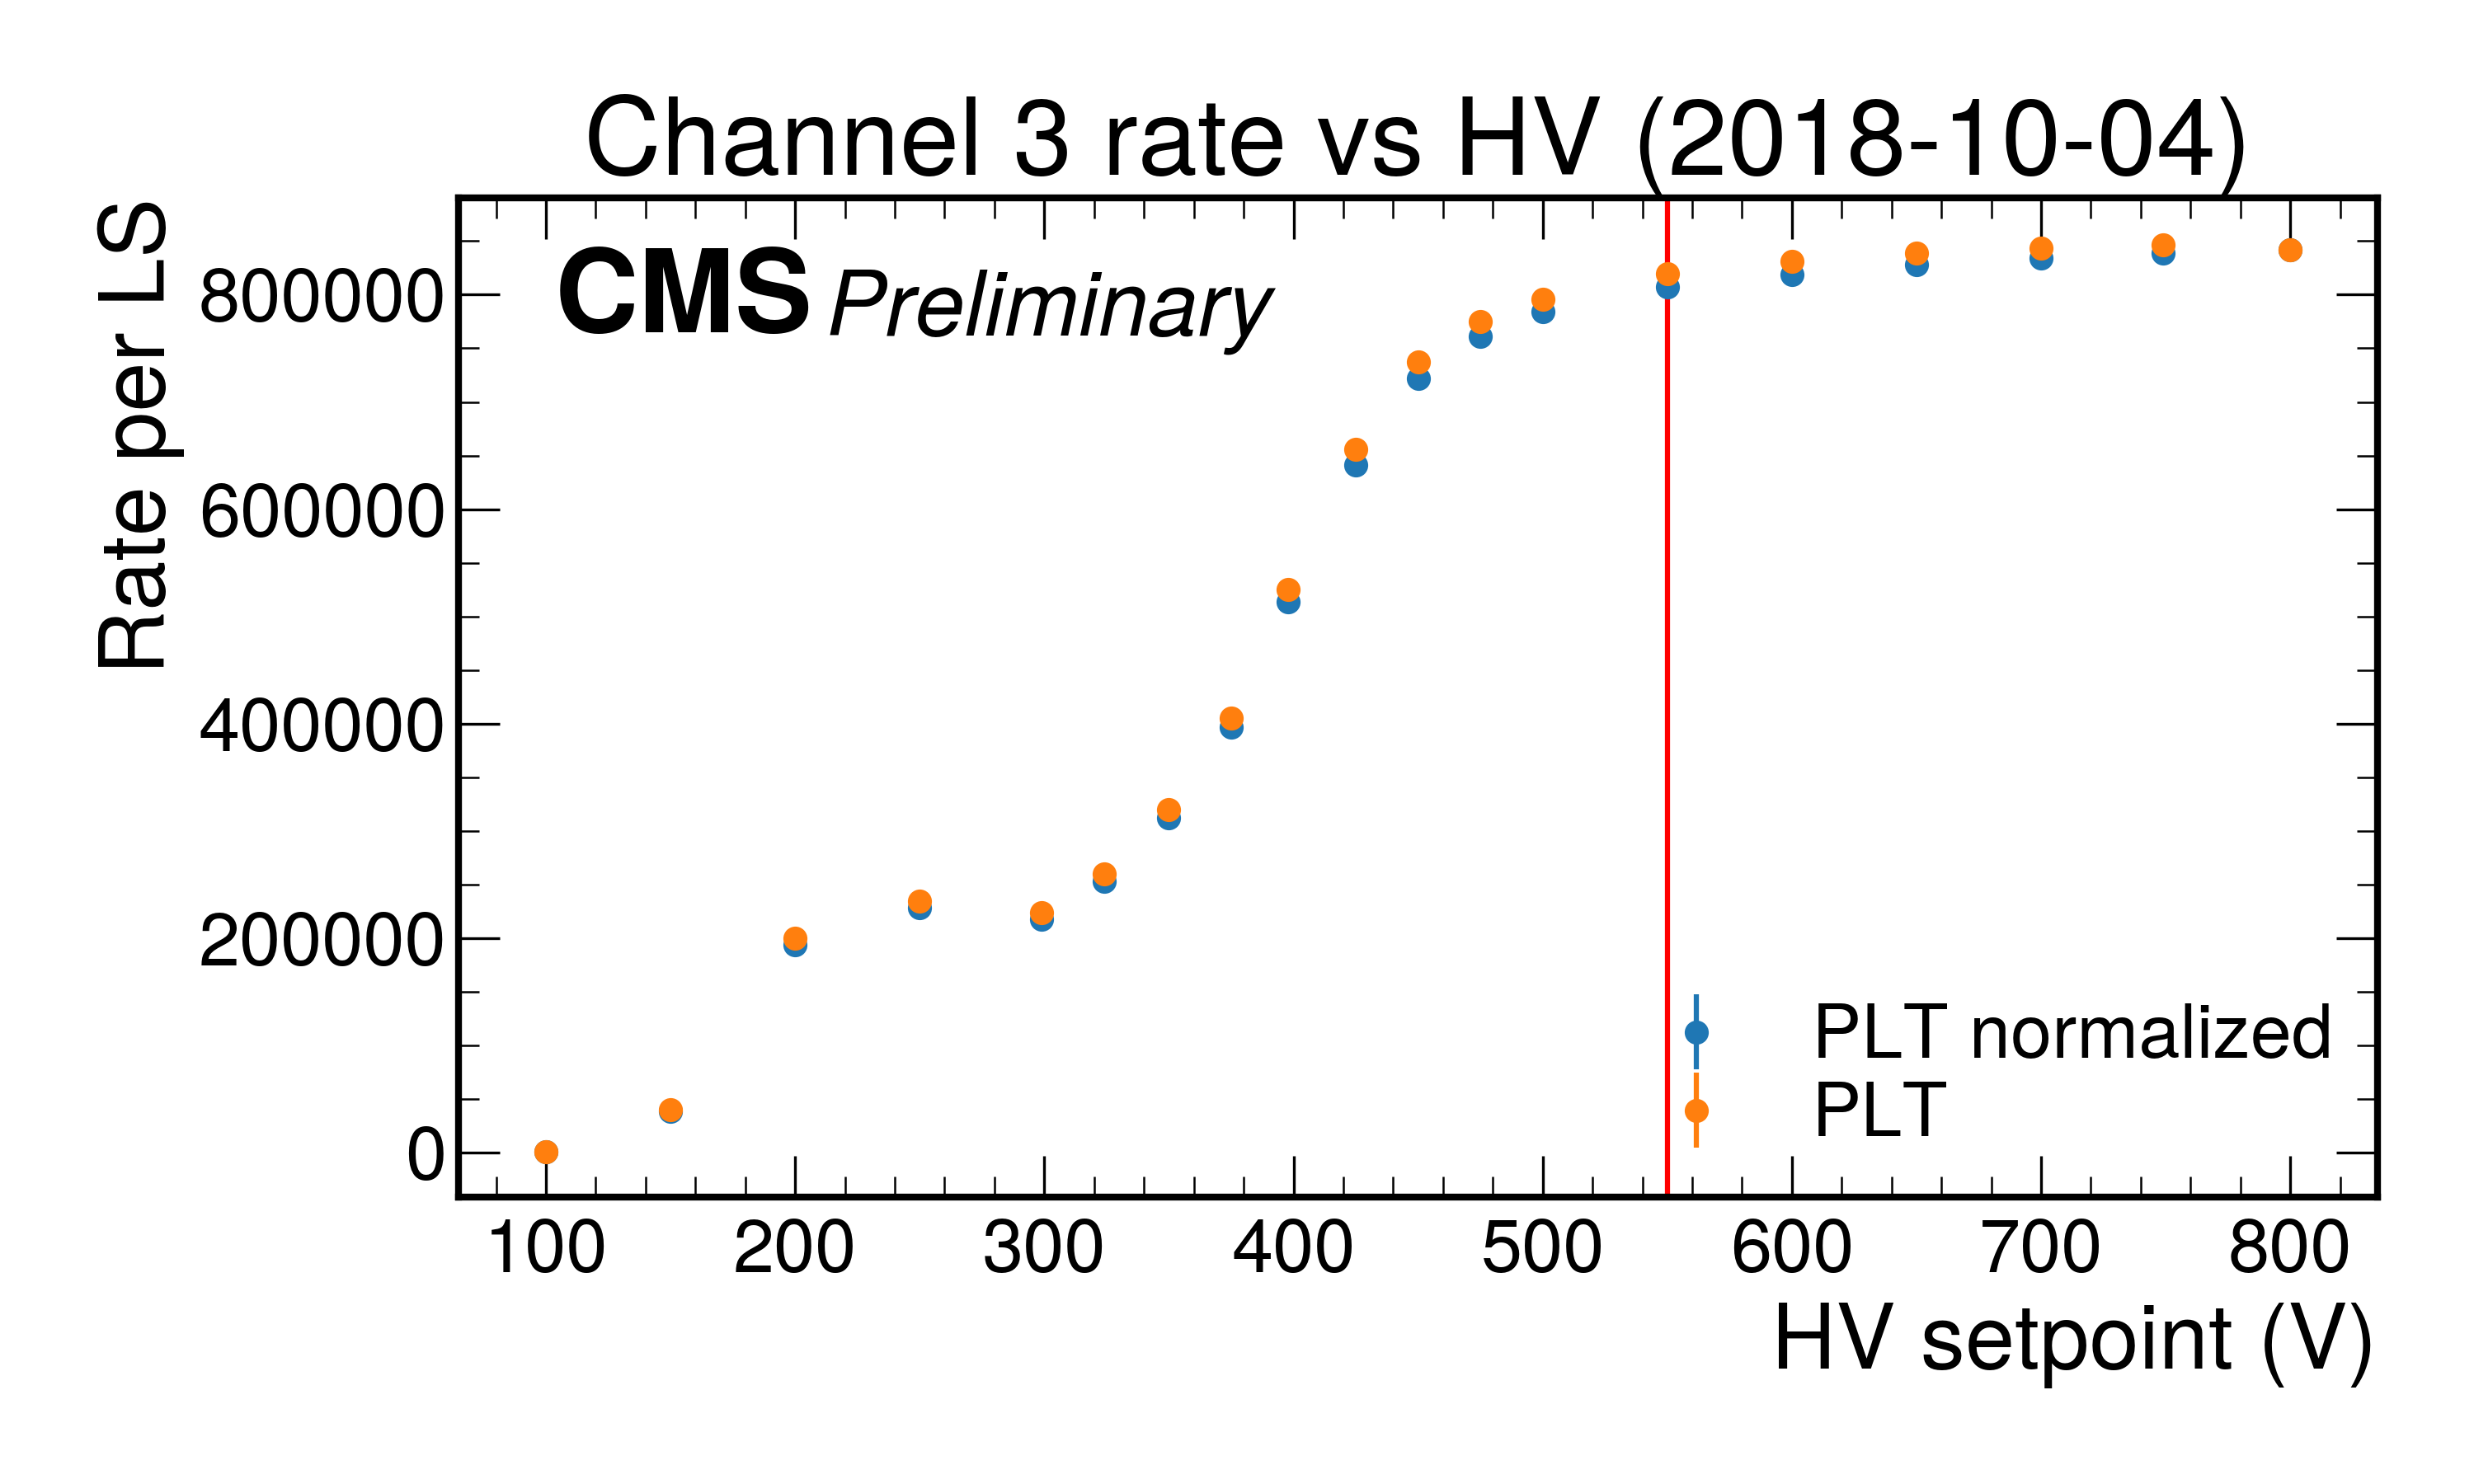 Channel 3 rate vs HV (2018-10-04)
CMS Preliminary
Rate per LS
800000
600000
400000
200000
0
PLT normalized
PLT
100 200 300 400 500 600 700 800
HV setpoint (V)